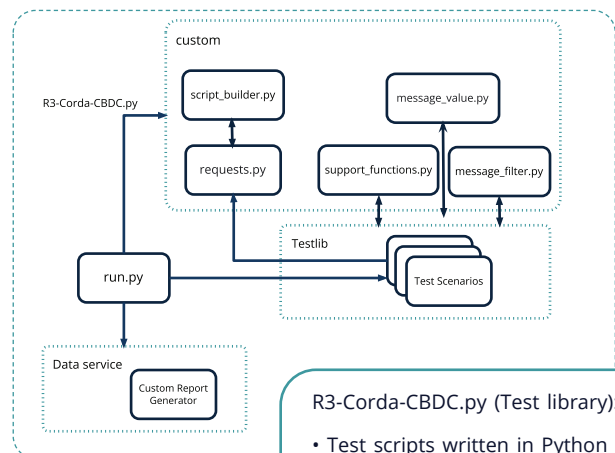 custom
script_builder.py
message_value.py
R3-Corda-CBDC.py
requests.py
support_functions.py
message_filter.py
Testlib
run.py
Test Scenarios
Data service
Custom Report
Generator
R3-Corda-CBDC.py (Test library)
• Test scripts written in Python